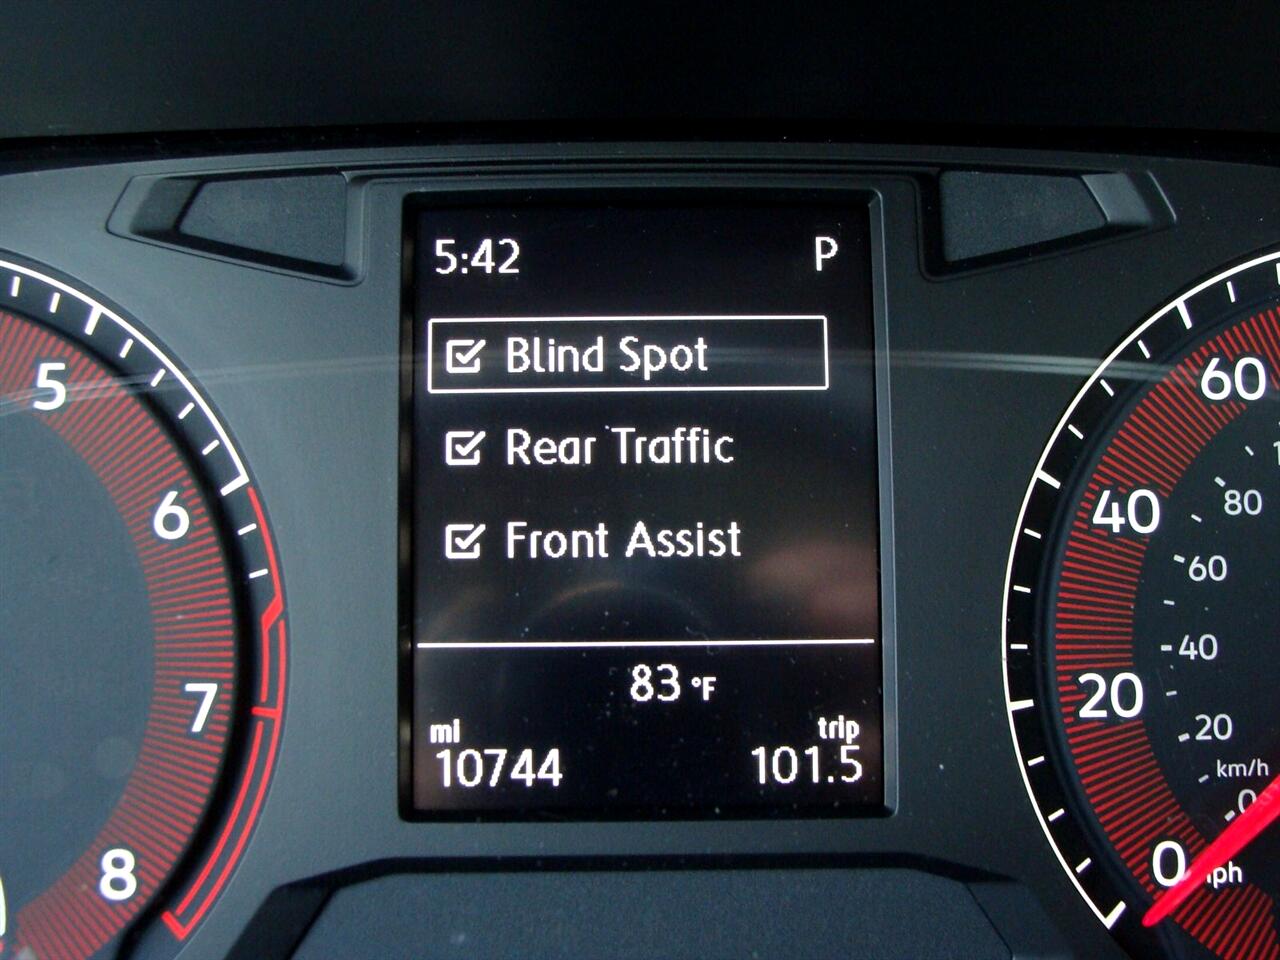 5:42 P
Blind Spot
Rear Traffic
Front Assist
83 °F
mi trip
10744 101.5
5
6
7
8
60
40
20
0
mph
80
60
40
20
0
km/h